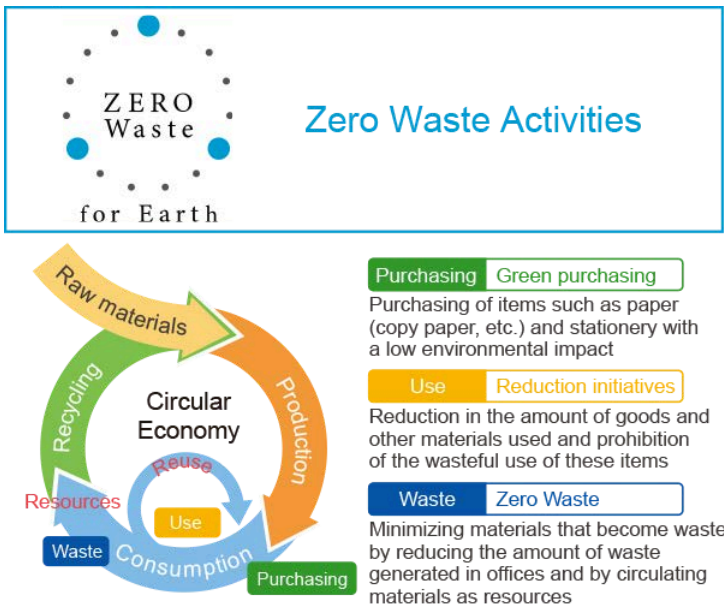 ZERO
Waste
for Earth
Zero Waste Activities
Raw materials
Production
Recycling
Circular
Economy
Reuse
Resources
Use
Waste
Consumption
Purchasing
Purchasing Green purchasing
Purchasing of items such as paper
(copy paper, etc.) and stationery with
a low environmental impact
Use Reduction initiatives
Reduction in the amount of goods and
other materials used and prohibition
of the wasteful use of these items
Waste Zero Waste
Minimizing materials that become waste
by reducing the amount of waste
generated in offices and by circulating
materials as resources